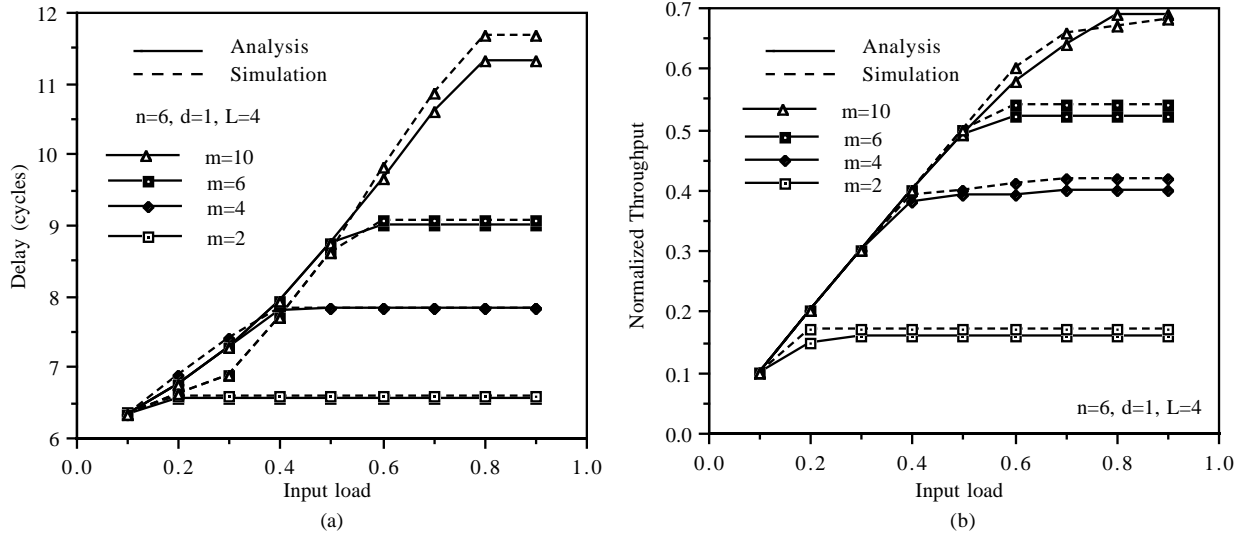 12
11
10
9
8
7
6
Delay (cycles)
Analysis
Simulation
n=6, d=1, L=4
m=10
m=6
m=4
m=2
0.0
0.2
0.4
0.6
0.8
1.0
Input load
(a)
0.7
0.6
0.5
0.4
0.3
0.2
0.1
0.0
Normalized Throughput
Analysis
Simulation
m=10
m=6
m=4
m=2
n=6, d=1, L=4
0.0
0.2
0.4
0.6
0.8
1.0
Input load
(b)